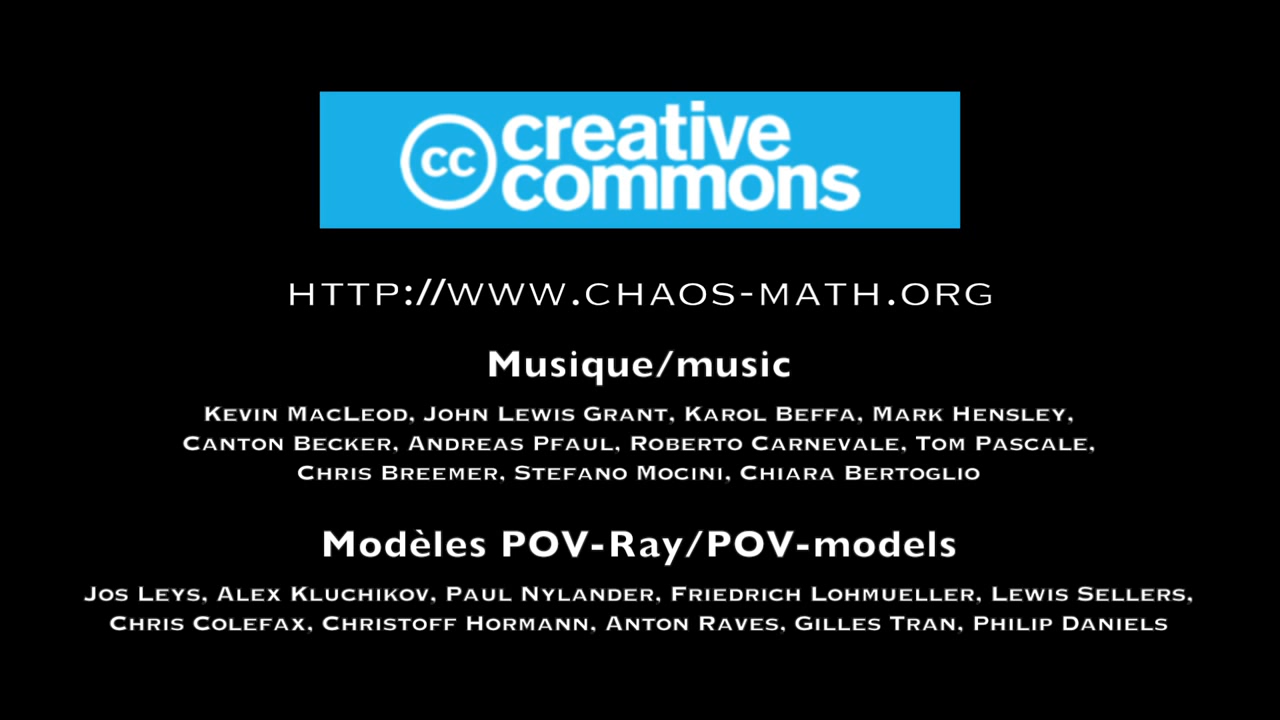 cc creative
commons
HTTP://WWW.CHAOS-MATH.ORG
Musique/music
KEVIN MACLEOD, JOHN LEWIS GRANT, KAROL BEFFA, MARK HENSLEY,
CANTON BECKER, ANDREAS PFAUL, ROBERTO CARNEVALE, TOM PASCALE,
CHRIS BREEMER, STEFANO MOCINI, CHIARA BERTOGLIO
Modèles POV-Ray/POV-models
JOS LEYS, ALEX KLUCHIKOV, PAUL NYLANDER, FRIEDRICH LOHMUELLER, LEWIS SELLERS,
CHRIS COLEFAX, CHRISTOFF HORMANN, ANTON RAVES, GILLES TRAN, PHILIP DANIELS